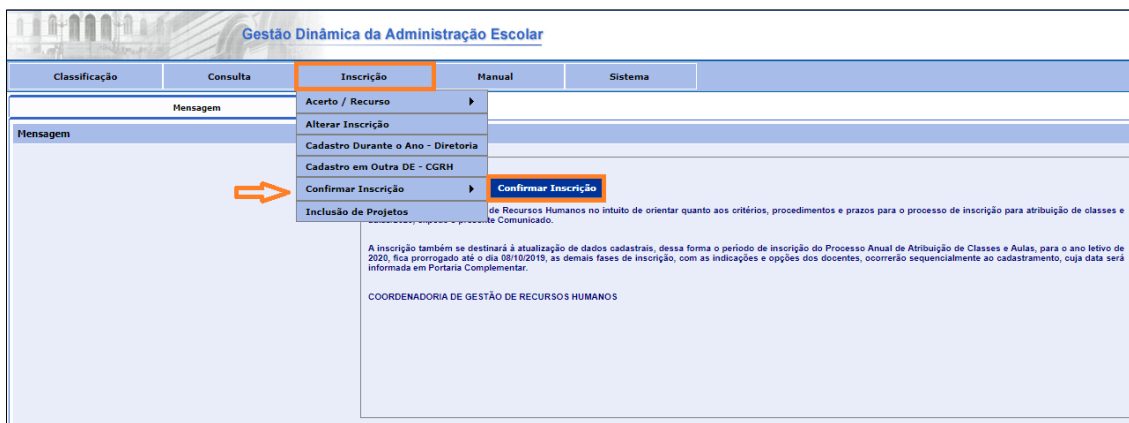 Gestão Dinâmica da Administração Escolar
Classificação Consulta Inscrição Manual Sistema
Mensagem
Mensagem
Acerto / Recurso
Alterar Inscrição
Cadastro Durante o Ano - Diretoria
Cadastro em Outra DE - CGRH
Confirmar Inscrição
Confirmar Inscrição
Inclusão de Projetos
de Recursos Humanos no intuito de orientar quanto aos critérios, procedimentos e prazos para o processo de inscrição para atribuição de classes e
Comunicado.
A inscrição também se destinará à atualização de dados cadastrais, dessa forma o período de inscrição do Processo Anual de Atribuição de Classes e Aulas, para o ano letivo de
2020, fica prorrogado até o dia 08/10/2019, as demais fases de inscrição, com as indicações e opções dos docentes, ocorrerão sequencialmente ao cadastramento, cuja data será
informada em Portaria Complementar.
COORDENADORIA DE GESTÃO DE RECURSOS HUMANOS